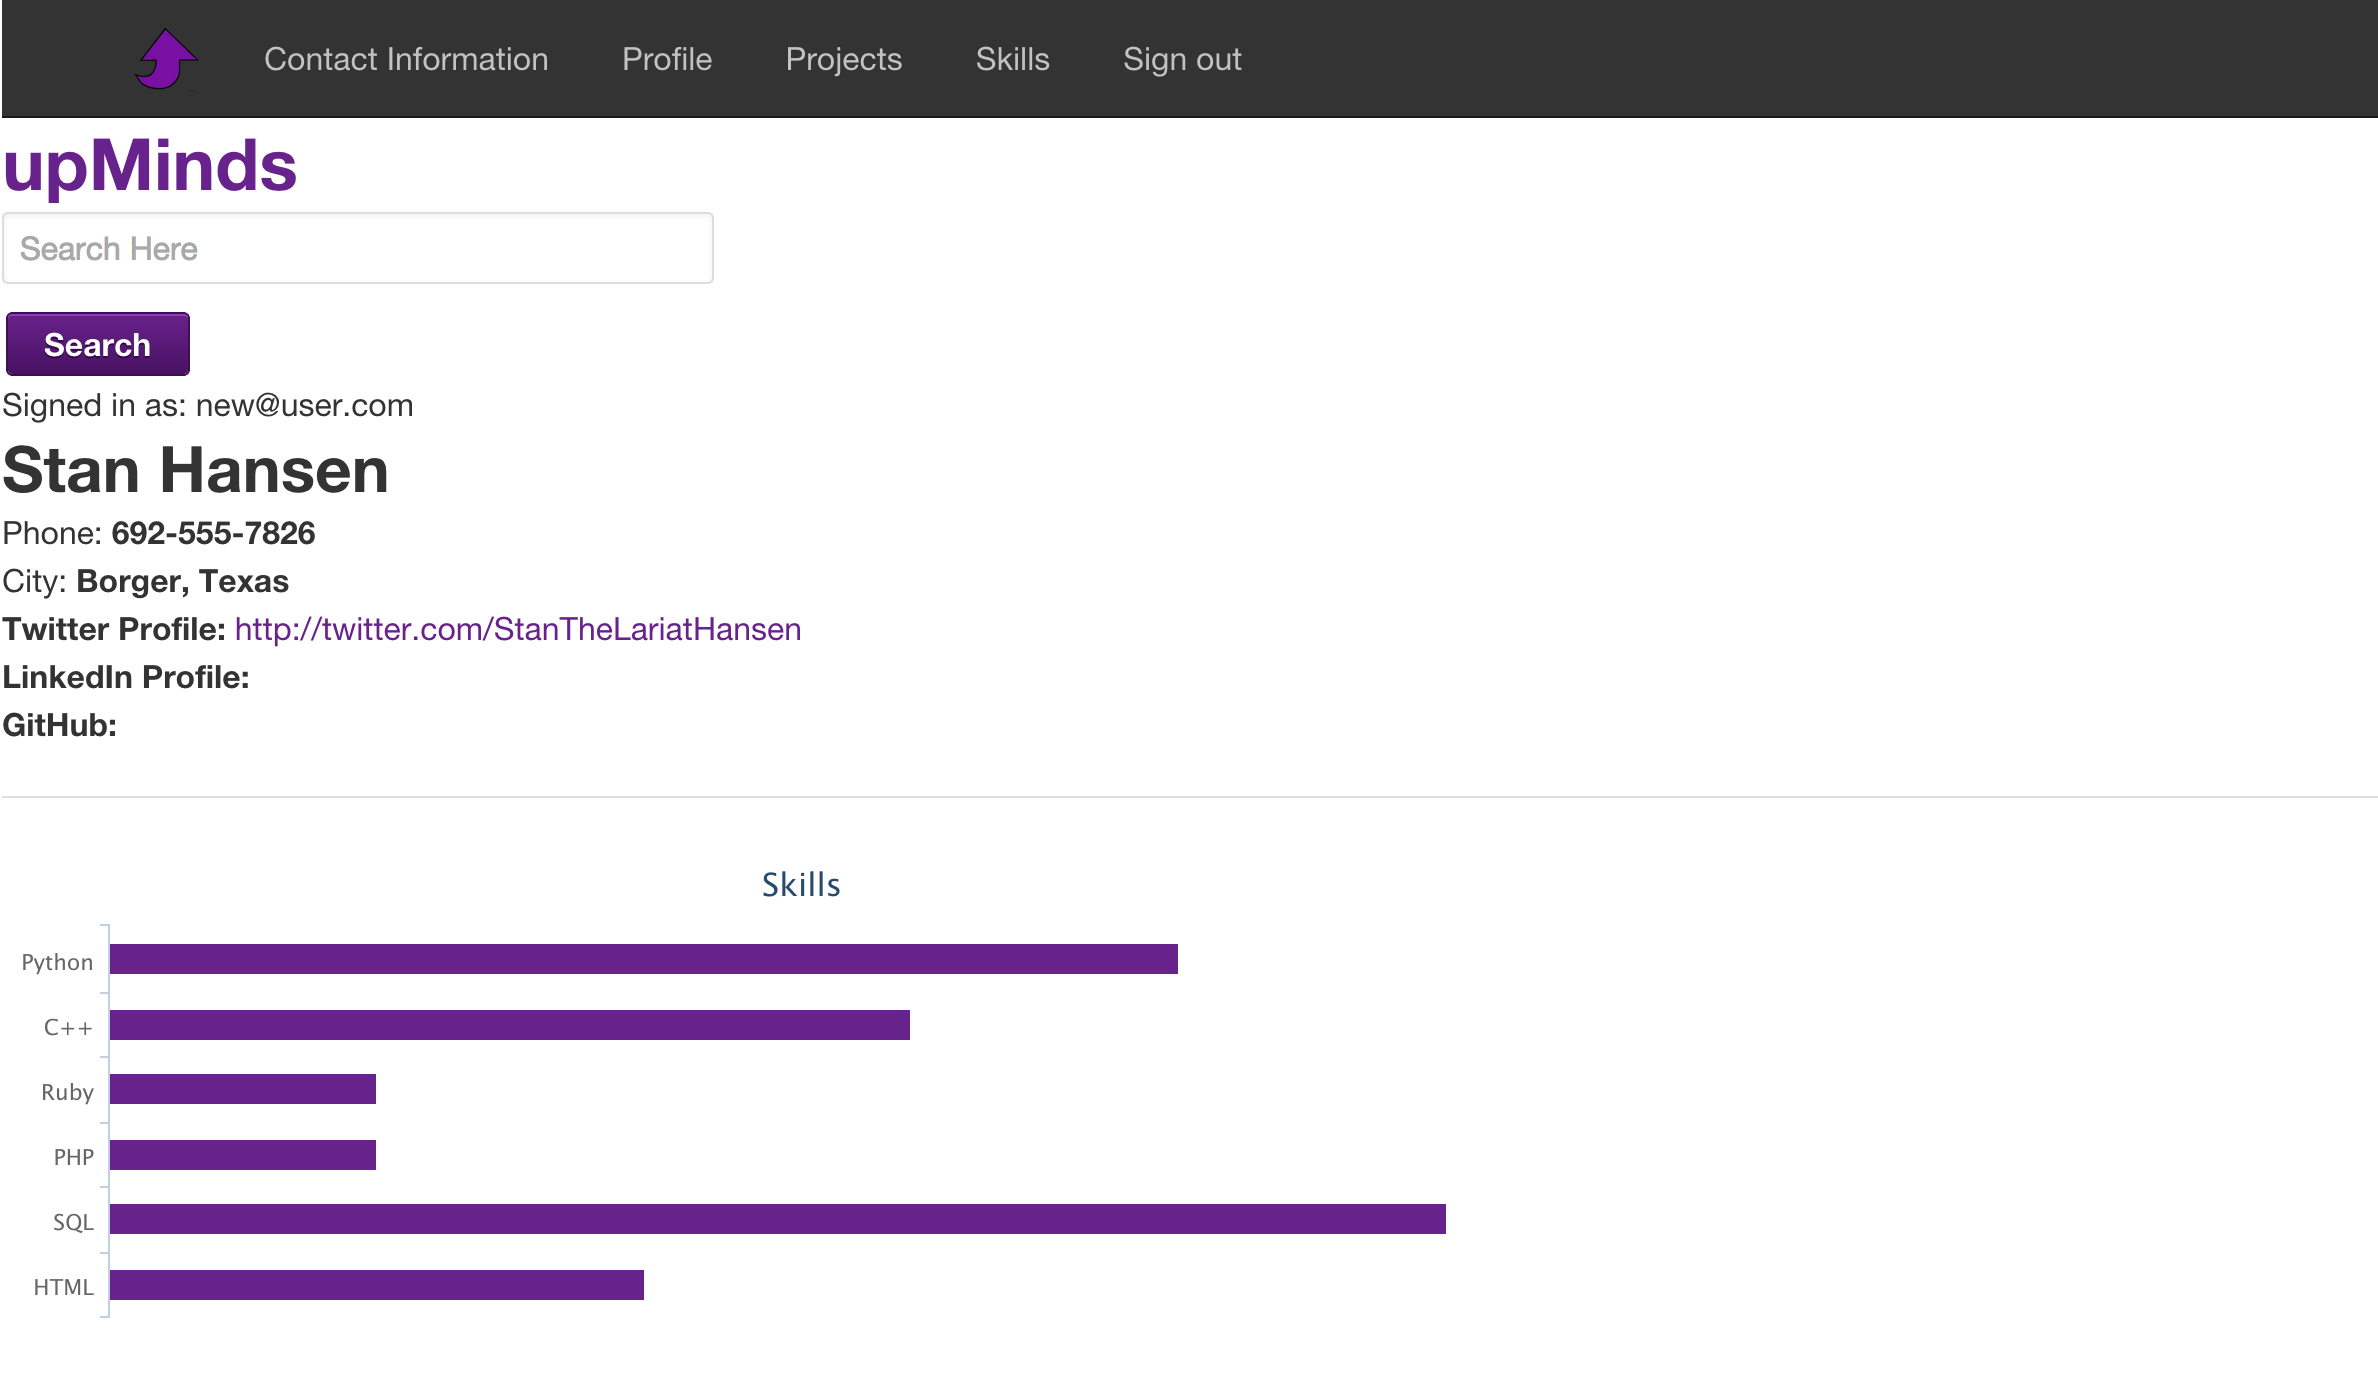 Contact Information Profile Projects Skills Sign out
upMinds
Search Here
Search
Signed in as: new@user.com
Stan Hansen
Phone: 692-555-7826
City: Borger, Texas
Twitter Profile: http://twitter.com/StanTheLariatHansen
LinkedIn Profile:
GitHub:
Skills
Python
C++
Ruby
PHP
SQL
HTML